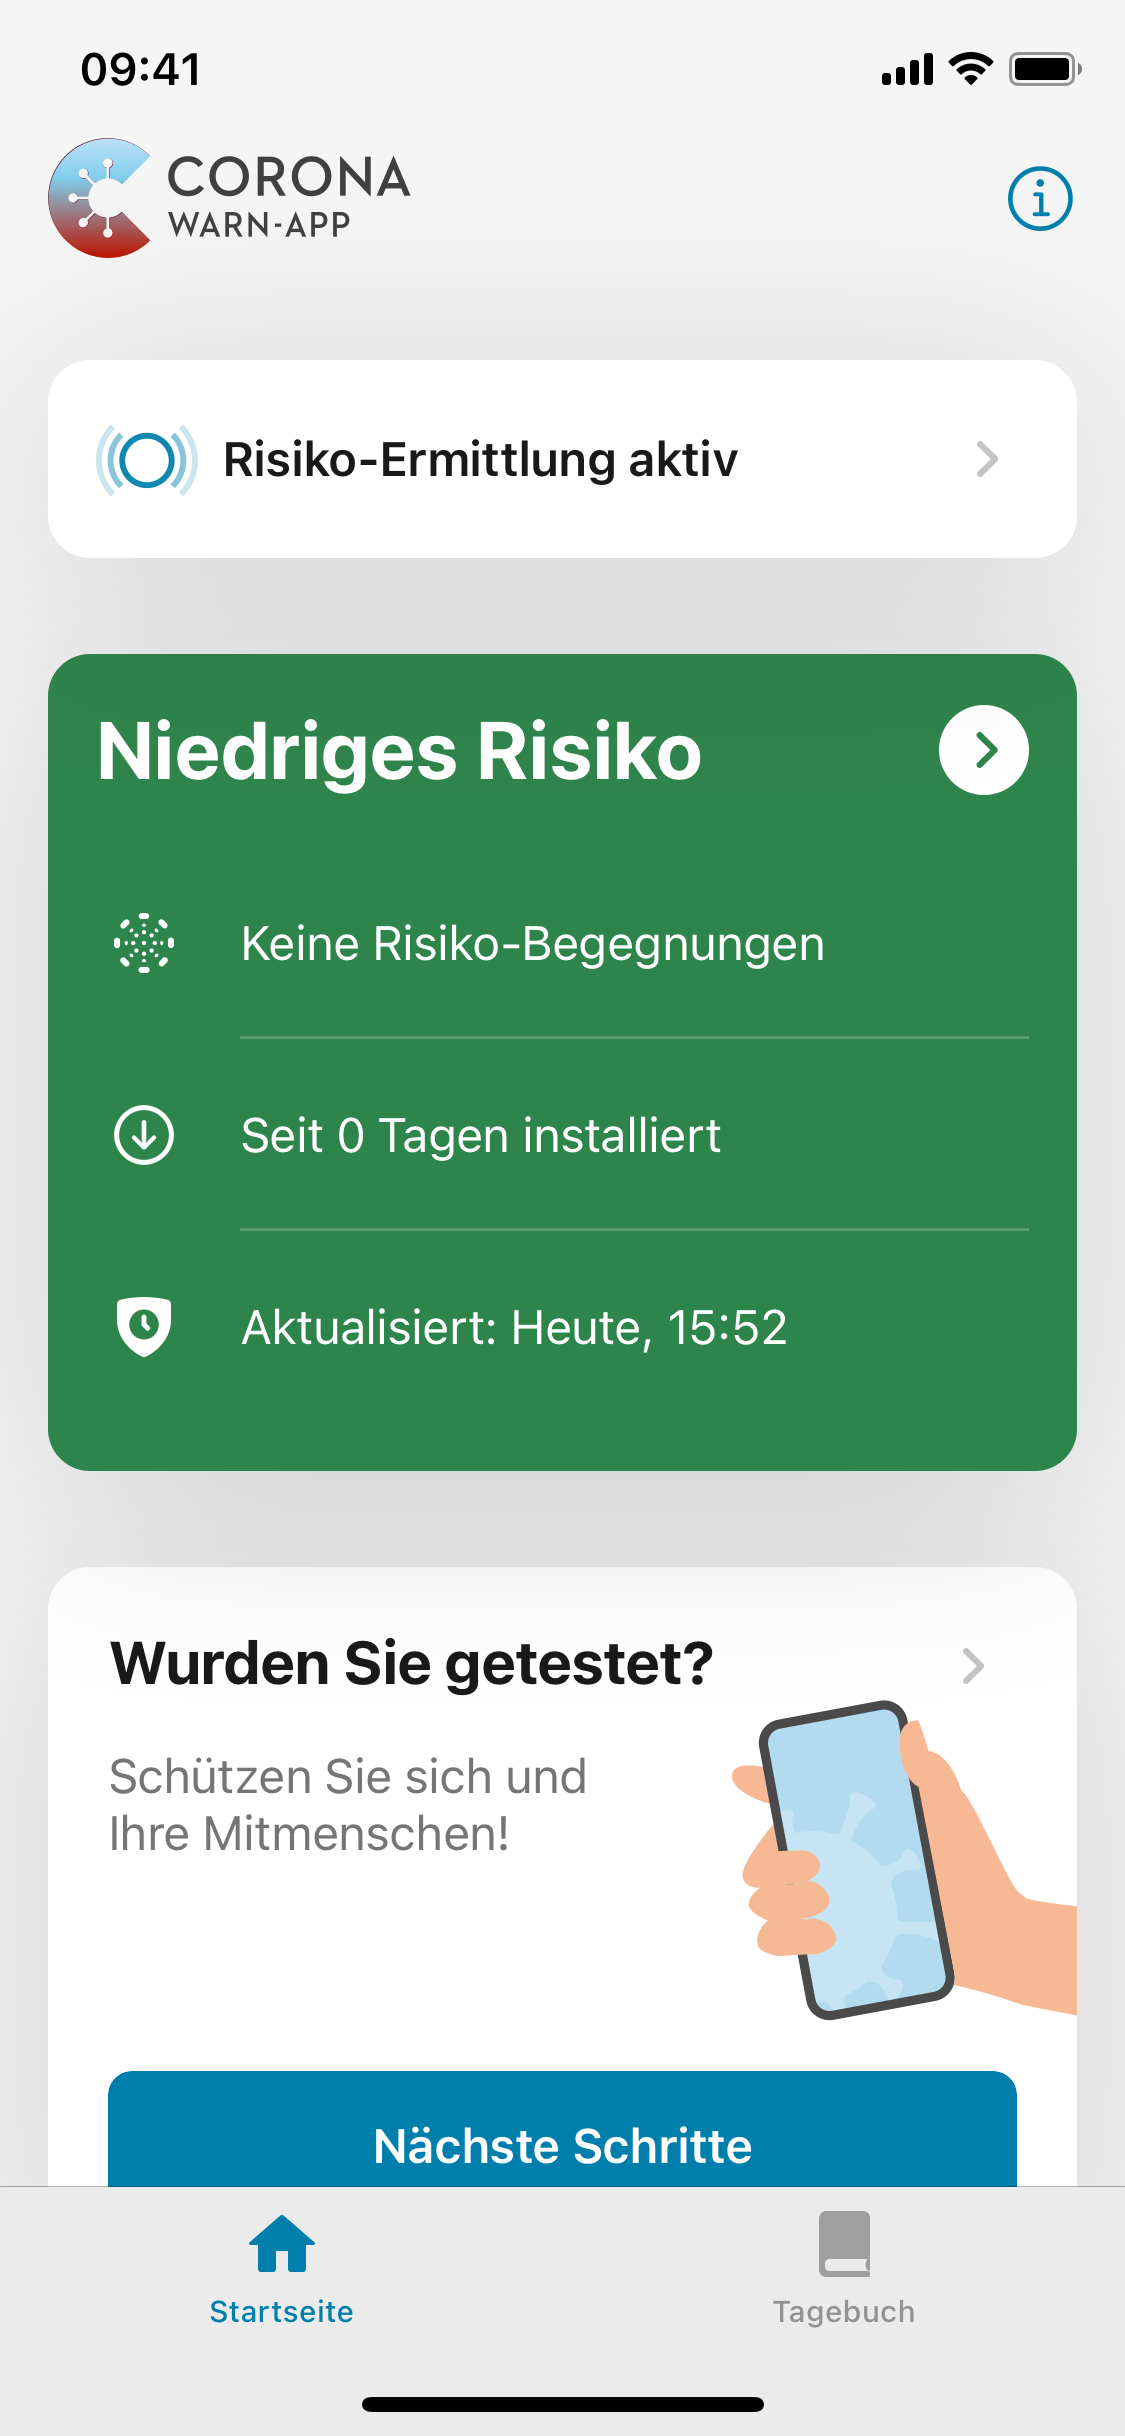 09:41
CORONA
WARN-APP
Risiko-Ermittlung aktiv
Niedriges Risiko
Keine Risiko-Begegnungen
Seit 0 Tagen installiert
Aktualisiert: Heute, 15:52
Wurden Sie getestet?
Schützen Sie sich und
Ihre Mitmenschen!
Nächste Schritte
Startseite
Tagebuch